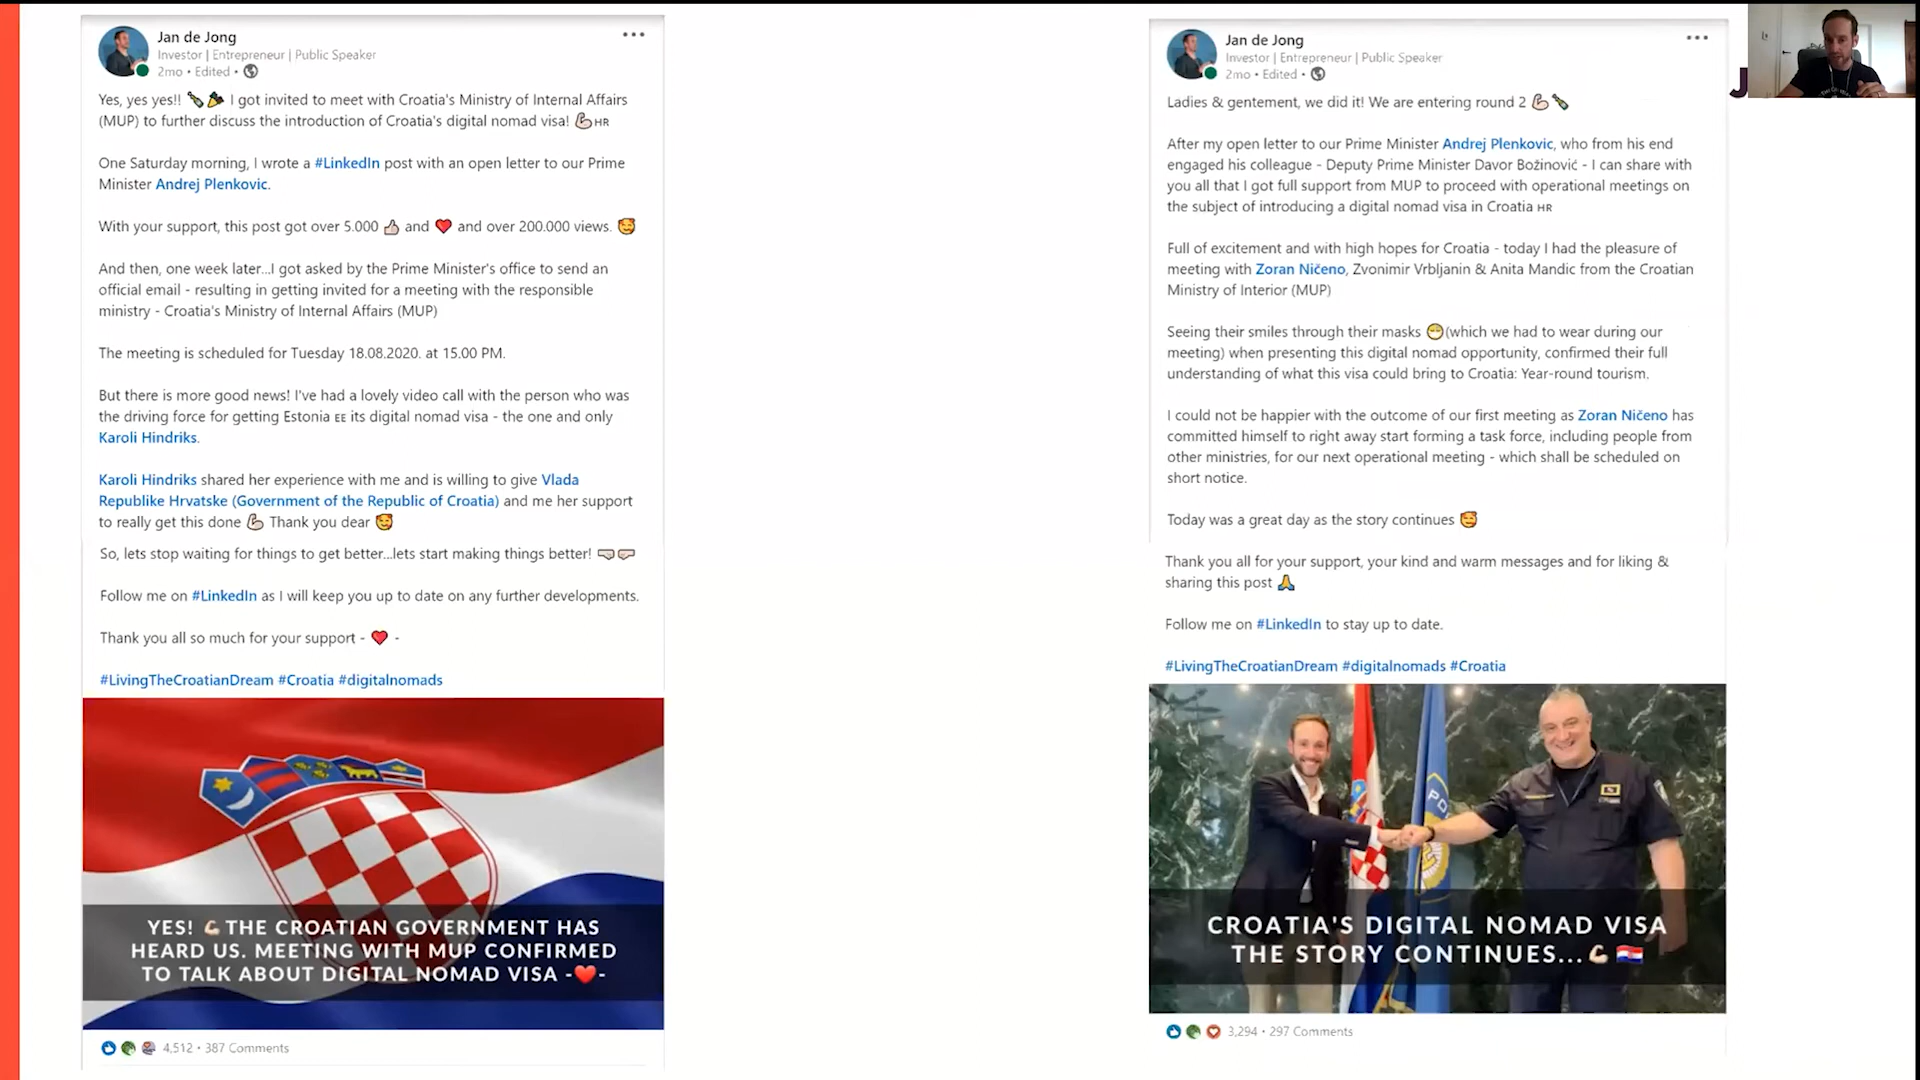 Jan de Jong
Investor | Entrepreneur | Public Speaker
2mo • Edited •
Yes, yes yes!! 🍾🎉 I got invited to meet with Croatia's Ministry of Internal Affairs
(MUP) to further discuss the introduction of Croatia's digital nomad visa! 💪HR
One Saturday morning, I wrote a #LinkedIn post with an open letter to our Prime
Minister Andrej Plenkovic.
With your support, this post got over 5.000 👍 and ❤️ and over 200.000 views. 🥰
And then, one week later...I got asked by the Prime Minister's office to send an
official email - resulting in getting invited for a meeting with the responsible
ministry - Croatia's Ministry of Internal Affairs (MUP)
The meeting is scheduled for Tuesday 18.08.2020. at 15.00 PM.
But there is more good news! I've had a lovely video call with the person who was
the driving force for getting Estonia EE its digital nomad visa - the one and only
Karoli Hindriks.
Karoli Hindriks shared her experience with me and is willing to give Vlada
Republike Hrvatske (Government of the Republic of Croatia) and me her support
to really get this done 💪 Thank you dear 🥰
So, lets stop waiting for things to get better...lets start making things better! 🤜🤛
Follow me on #LinkedIn as I will keep you up to date on any further developments.
Thank you all so much for your support - ❤️ -
#LivingTheCroatianDream #Croatia #digitalnomads
YES! 💪THE CROATIAN GOVERNMENT HAS
HEARD US. MEETING WITH MUP CONFIRMED
TO TALK ABOUT DIGITAL NOMAD VISA -❤️-
4,512 • 387 Comments
Jan de Jong
Investor | Entrepreneur | Public Speaker
2mo • Edited •
Ladies & gentement, we did it! We are entering round 2 💪🍾
After my open letter to our Prime Minister Andrej Plenkovic, who from his end
engaged his colleague - Deputy Prime Minister Davor Božinović - I can share with
you all that I got full support from MUP to proceed with operational meetings on
the subject of introducing a digital nomad visa in Croatia HR
Full of excitement and with high hopes for Croatia - today I had the pleasure of
meeting with Zoran Ničeno, Zvonimir Vrbljanin & Anita Mandic from the Croatian
Ministry of Interior (MUP)
Seeing their smiles through their masks 😷(which we had to wear during our
meeting) when presenting this digital nomad opportunity, confirmed their full
understanding of what this visa could bring to Croatia: Year-round tourism.
I could not be happier with the outcome of our first meeting as Zoran Ničeno has
committed himself to right away start forming a task force, including people from
other ministries, for our next operational meeting - which shall be scheduled on
short notice.
Today was a great day as the story continues 🥰
Thank you all for your support, your kind and warm messages and for liking &
sharing this post 🙏
Follow me on #LinkedIn to stay up to date.
#LivingTheCroatianDream #digitalnomads #Croatia
CROATIA'S DIGITAL NOMAD VISA
THE STORY CONTINUES...💪🇭🇷
3,294 • 297 Comments